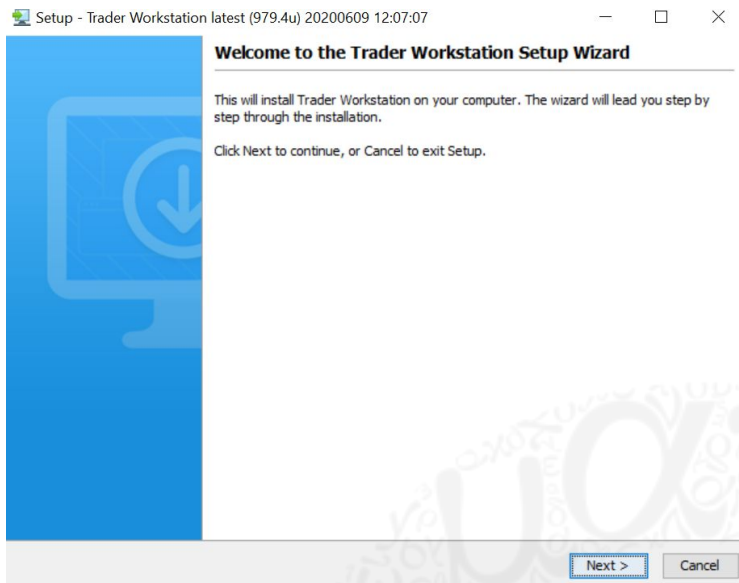 Setup - Trader Workstation latest (979.4u) 20200609 12:07:07
Welcome to the Trader Workstation Setup Wizard
This will install Trader Workstation on your computer. The wizard will lead you step by
step through the installation.
Click Next to continue, or Cancel to exit Setup.
Next >
Cancel